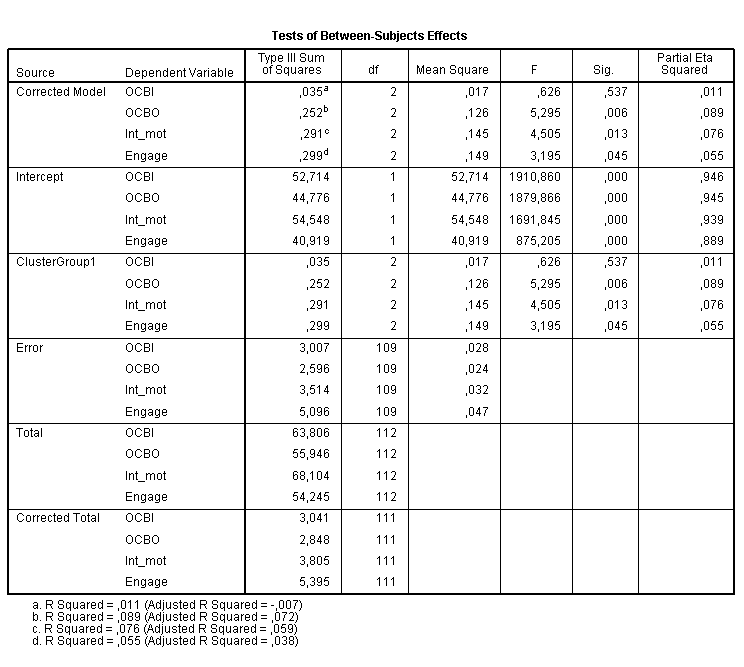 Tests of Between-Subjects Effects
Source Dependent Variable Type III Sum of Squares df Mean Square F Sig. Partial Eta Squared
Corrected Model OCBI ,035a 2 ,017 ,626 ,537 ,011
OCBO ,252b 2 ,126 5,295 ,006 ,089
Int_mot ,291c 2 ,145 4,505 ,013 ,076
Engage ,299d 2 ,149 3,195 ,045 ,055
Intercept OCBI 52,714 1 52,714 1910,860 ,000 ,946
OCBO 44,776 1 44,776 1879,866 ,000 ,945
Int_mot 54,548 1 54,548 1691,845 ,000 ,939
Engage 40,919 1 40,919 875,205 ,000 ,889
ClusterGroup1 OCBI ,035 2 ,017 ,626 ,537 ,011
OCBO ,252 2 ,126 5,295 ,006 ,089
Int_mot ,291 2 ,145 4,505 ,013 ,076
Engage ,299 2 ,149 3,195 ,045 ,055
Error OCBI 3,007 109 ,028
OCBO 2,596 109 ,024
Int_mot 3,514 109 ,032
Engage 5,096 109 ,047
Total OCBI 63,806 112
OCBO 55,946 112
Int_mot 68,104 112
Engage 54,245 112
Corrected Total OCBI 3,041 111
OCBO 2,848 111
Int_mot 3,805 111
Engage 5,395 111
a. R Squared = ,011 (Adjusted R Squared = -,007)
b. R Squared = ,089 (Adjusted R Squared = ,072)
c. R Squared = ,076 (Adjusted R Squared = ,059)
d. R Squared = ,055 (Adjusted R Squared = ,038)